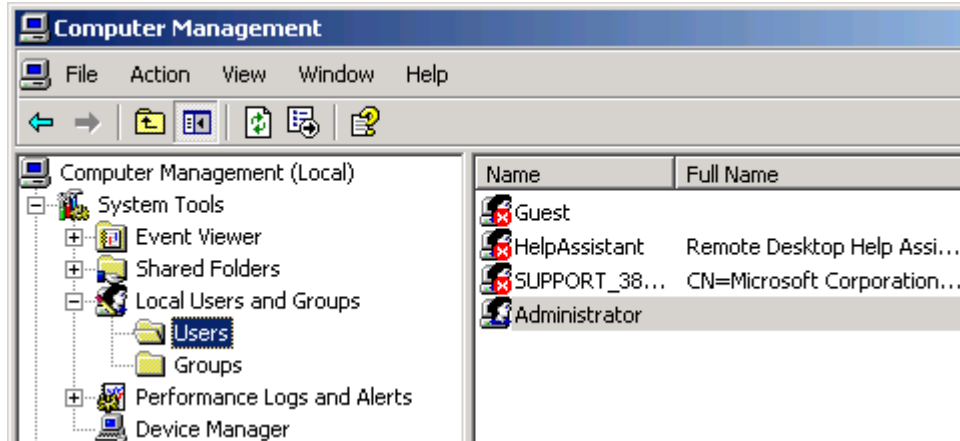 Computer Management
File Action View Window Help
Computer Management (Local)
System Tools
Event Viewer
Shared Folders
Local Users and Groups
Users
Groups
Performance Logs and Alerts
Device Manager
Name Full Name
Guest
HelpAssistant Remote Desktop Help Assi...
SUPPORT_38... CN=Microsoft Corporation...
Administrator